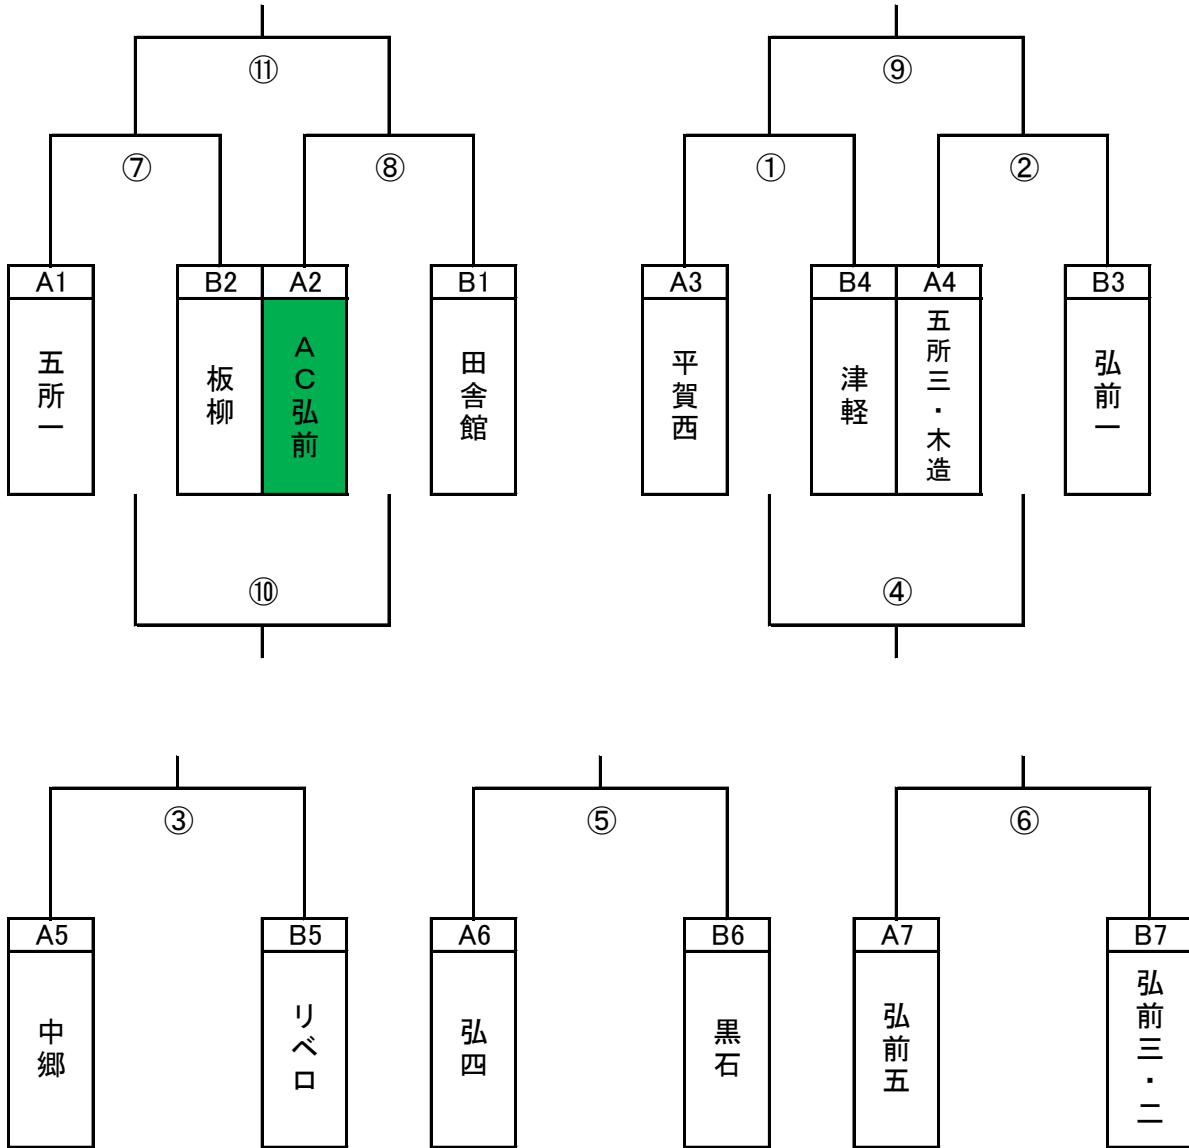 ⑪
⑨
⑦
⑧
①
②
A1
B2
A2
B1
A3
B4
A4
B3
五所一
板柳
AC弘前
田舎館
平賀西
津軽
五所三・木造
弘前一
⑩
④
③
⑤
⑥
A5
B5
A6
B6
A7
B7
中郷
リベロ
弘四
黒石
弘前五
弘前三・二